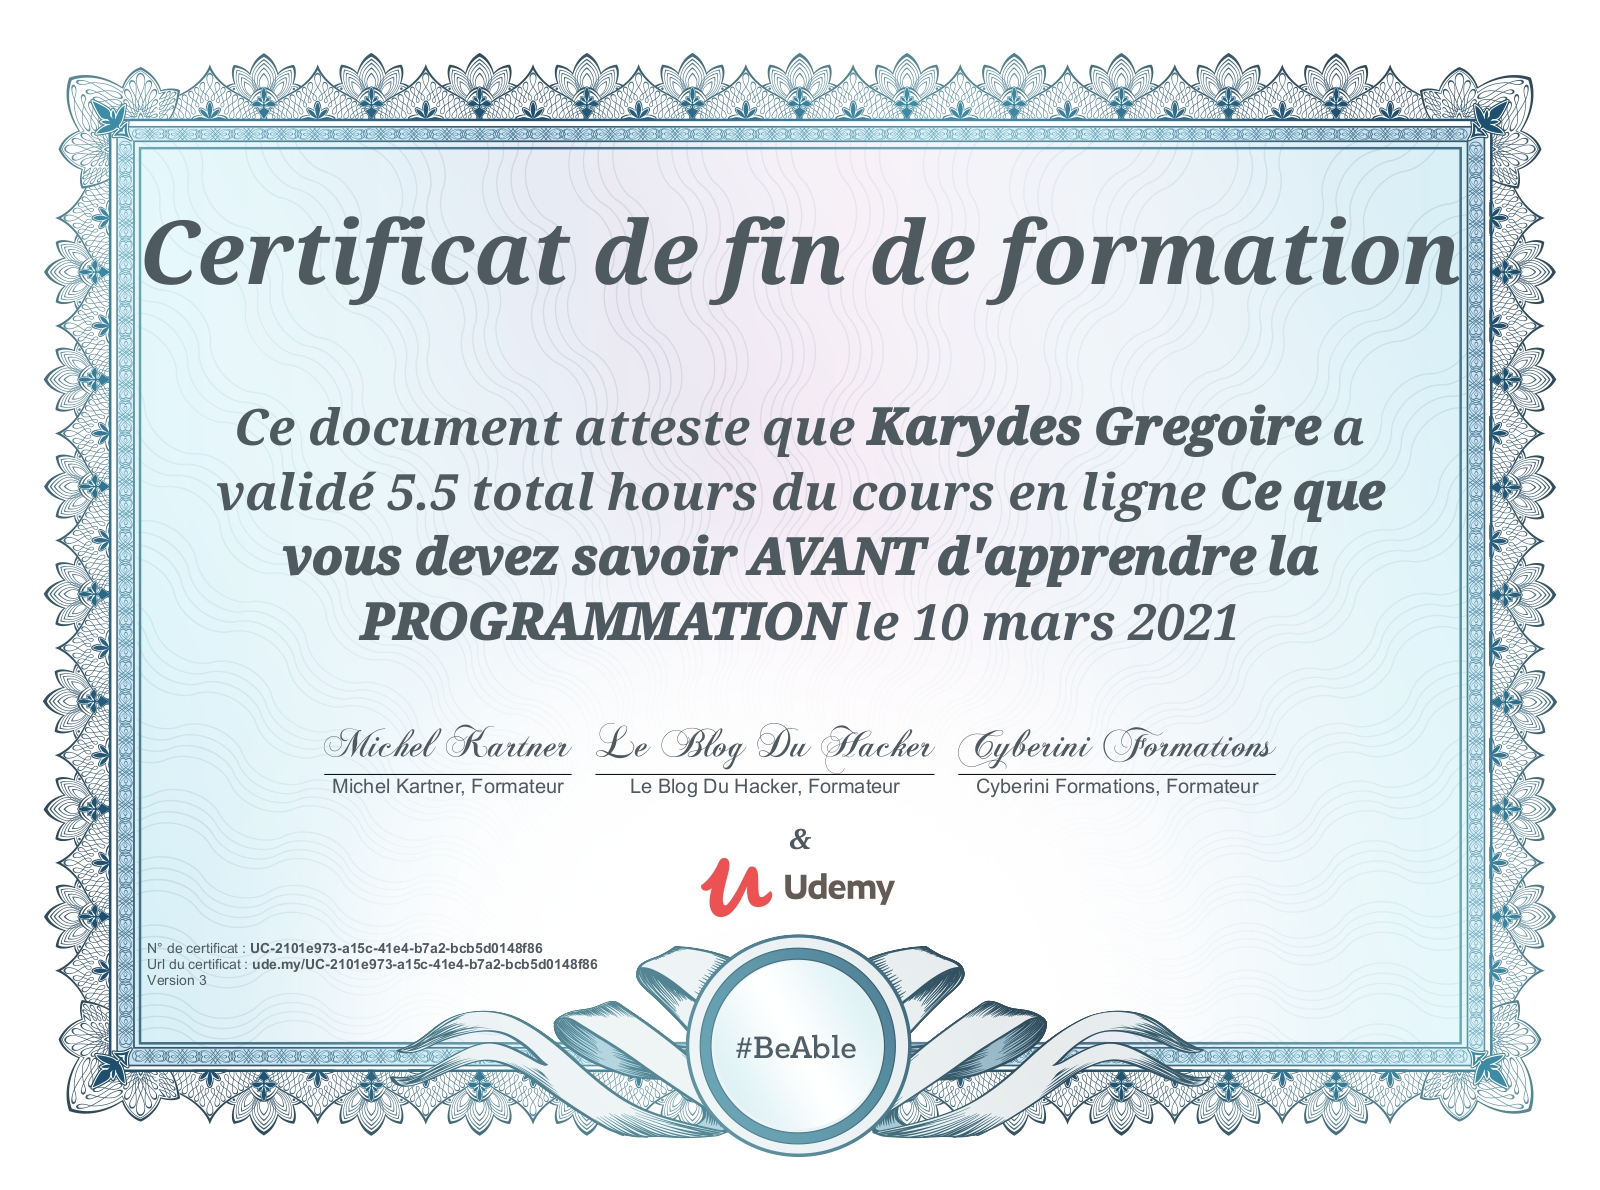 Certificat de fin de formation
Ce document atteste que Karydes Gregoire a
validé 5.5 total hours du cours en ligne Ce que
vous devez savoir AVANT d'apprendre la
PROGRAMMATION le 10 mars 2021
Michel Kartner Le Blog Du Hacker Cyberini Formations
Michel Kartner, Formateur Le Blog Du Hacker, Formateur Cyberini Formations, Formateur
&
Udemy
N° de certificat : UC-2101e973-a15c-41e4-b7a2-bcb5d0148f86
Url du certificat : ude.my/UC-2101e973-a15c-41e4-b7a2-bcb5d0148f86
Version 3
#BeAble